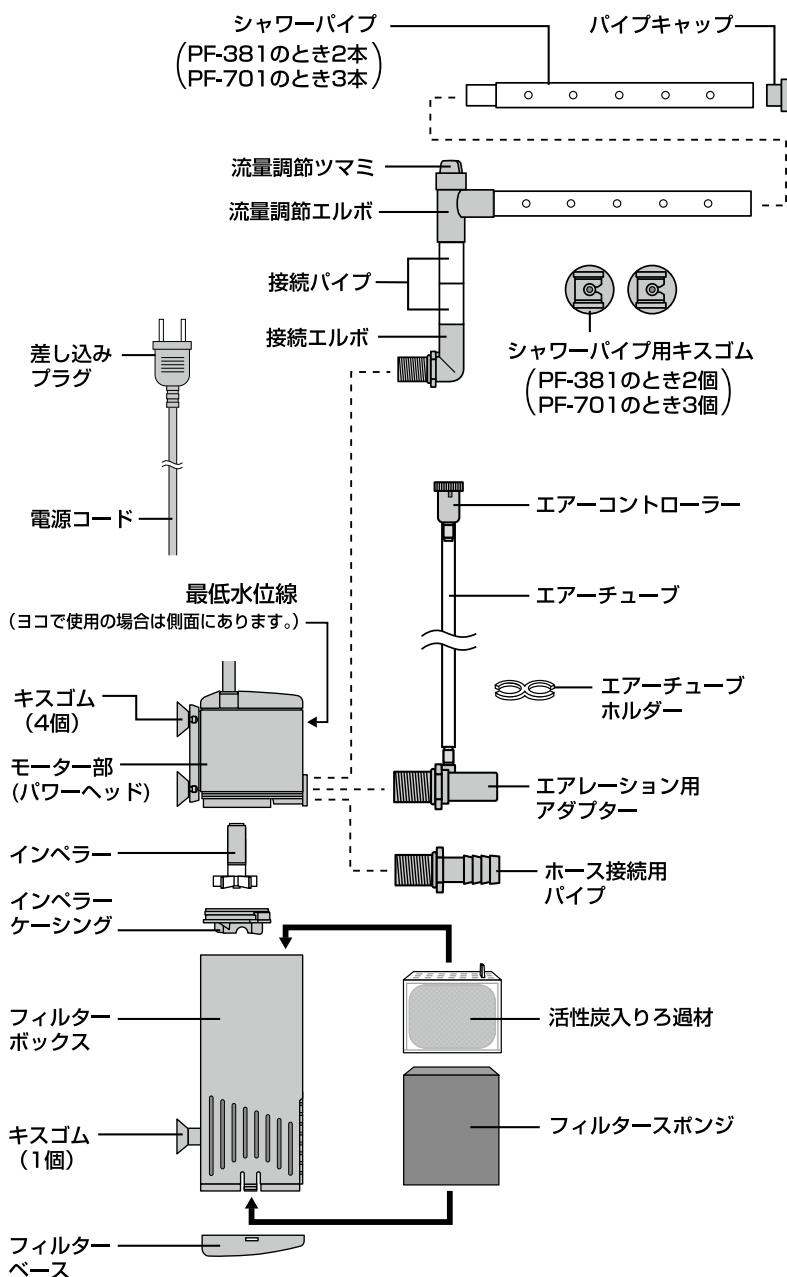 シャワーパイプ
(PF-381のとき2本
PF-701のとき3本)
パイプキャップ
流量調節ツマミ
流量調節エルボ
接続パイプ
接続エルボ
シャワーパイプ用キスゴム
(PF-381のとき2個
PF-701のとき3個)
差し込み
プラグ
電源コード
エアーコントローラー
エアーチューブ
エアーチューブ
ホルダー
最低水位線
(ヨコで使用の場合は側面にあります。)
キスゴム
(4個)
モーター部
(パワーヘッド)
エアレーション用
アダプター
インペラー
ホース接続用
パイプ
インペラー
ケーシング
フィルター
ボックス
活性炭入りろ過材
キスゴム
(1個)
フィルタースポンジ
フィルター
ベース